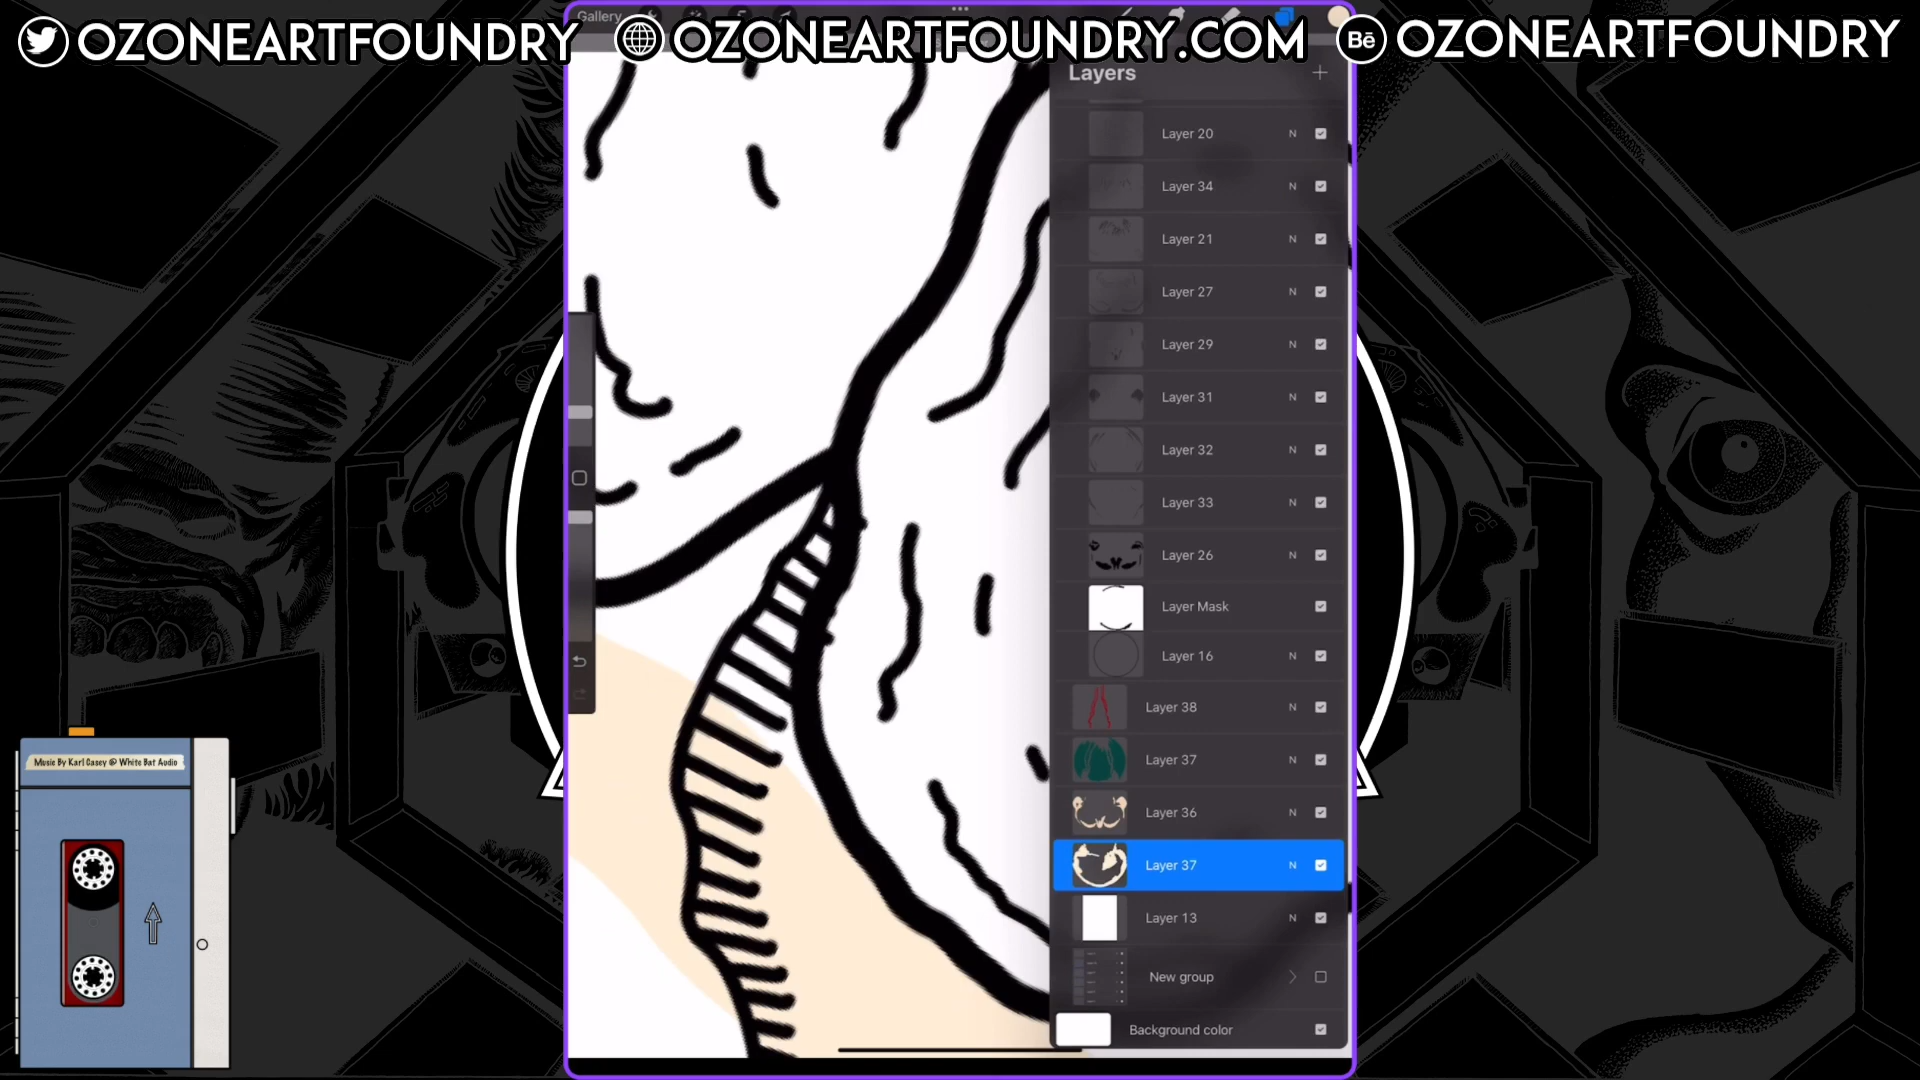 OZONEARTFOUNDRY
OZONEARTFOUNDRY.COM
Bē OZONEARTFOUNDRY
Gallery
Layers
Layer 20 N
Layer 34 N
Layer 21 N
Layer 27 N
Layer 29 N
Layer 31 N
Layer 32 N
Layer 33 N
Layer 26 N
Layer Mask
Layer 16 N
Layer 38 N
Layer 37 N
Layer 36 N
Layer 37 N
Layer 13 N
New group
Background color
Music By Karl Casey @ White Bat Audio